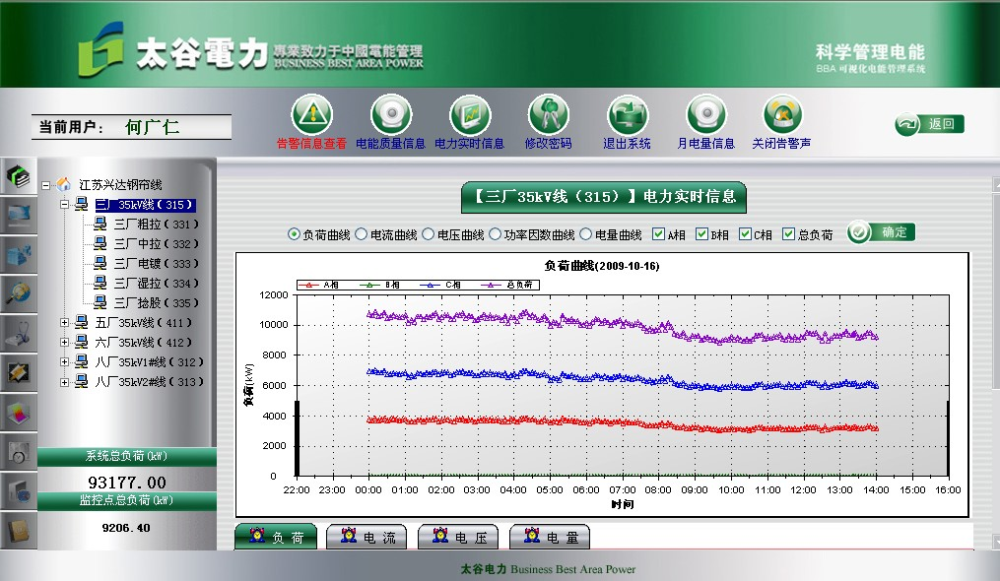 太谷電力 專業致力于中國電能管理
BUSINESS BEST AREA POWER
科学管理电能
BBA 可视化电能管理系统
当前用户： 何广仁
告警信息查看 电能质量信息 电力实时信息 修改密码 退出系统 月电量信息 关闭告警声
返回
江苏兴达钢帘线
三厂35kV线(315)
三厂粗拉(331)
三厂中拉(332)
三厂电镀(333)
三厂湿拉(334)
三厂捻股(335)
五厂35kV线(411)
六厂35kV线(412)
八厂35kV1#线(312)
八厂35kV2#线(313)
系统总负荷(kW)
93177.00
监控点总负荷(kW)
9206.40
【三厂35kV线（315）】电力实时信息
负荷曲线 电流曲线 电压曲线 功率因数曲线 电量曲线 A相 B相 C相 总负荷 确定
负荷曲线(2009-10-16)
A相 B相 C相 总负荷
负荷(kW)
12000
10000
8000
6000
4000
2000
0
22:00 23:00 00:00 01:00 02:00 03:00 04:00 05:00 06:00 07:00 08:00 09:00 10:00 11:00 12:00 13:00 14:00 15:00 16:00
时间
负荷 电流 电压 电量
太谷电力 Business Best Area Power